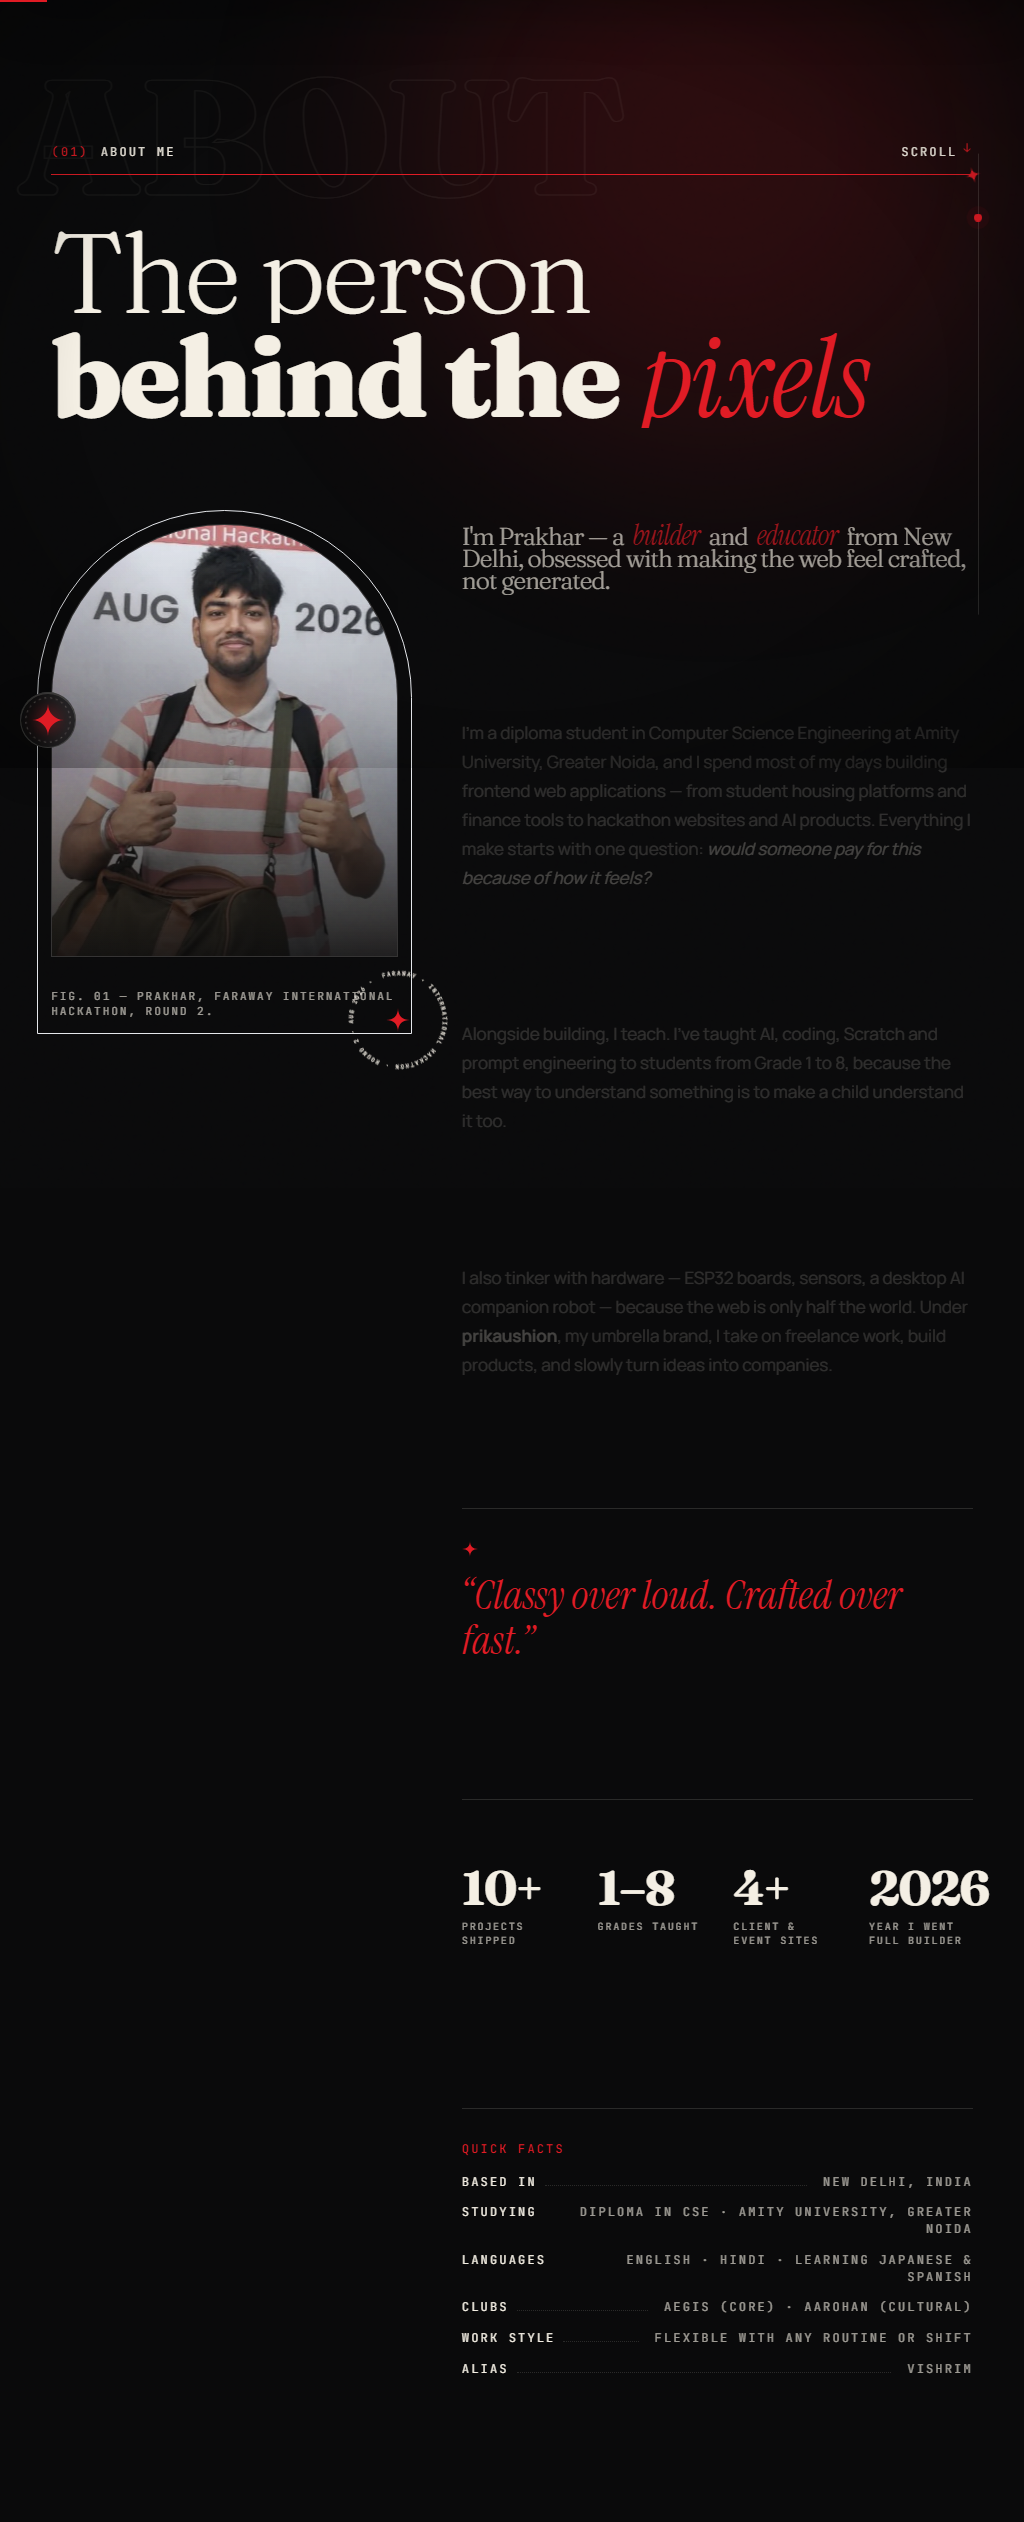 ABOUT
(01) ABOUT ME
SCROLL ↓
The person
behind the pixels
ional Hackath
AUG 2026
I'm Prakhar — a builder and educator from New
Delhi, obsessed with making the web feel crafted,
not generated.
I'm a diploma student in Computer Science Engineering at Amity
University, Greater Noida, and I spend most of my days building
frontend web applications — from student housing platforms and
finance tools to hackathon websites and AI products. Everything I
make starts with one question: would someone pay for this
because of how it feels?
FIG. 01 — PRAKHAR, FARAWAY INTERNATIONAL
HACKATHON, ROUND 2.
FARAWAY · INTERNATIONAL HACKATHON · ROUND 2 · AUG 2026 ·
Alongside building, I teach. I've taught AI, coding, Scratch and
prompt engineering to students from Grade 1 to 8, because the
best way to understand something is to make a child understand
it too.
I also tinker with hardware — ESP32 boards, sensors, a desktop AI
companion robot — because the web is only half the world. Under
prikaushion, my umbrella brand, I take on freelance work, build
products, and slowly turn ideas into companies.
“Classy over loud. Crafted over
fast.”
10+ 1–8 4+ 2026
PROJECTS GRADES TAUGHT CLIENT & YEAR I WENT
SHIPPED EVENT SITES FULL BUILDER
QUICK FACTS
BASED IN NEW DELHI, INDIA
STUDYING DIPLOMA IN CSE · AMITY UNIVERSITY, GREATER
NOIDA
LANGUAGES ENGLISH · HINDI · LEARNING JAPANESE &
SPANISH
CLUBS AEGIS (CORE) · AAROHAN (CULTURAL)
WORK STYLE FLEXIBLE WITH ANY ROUTINE OR SHIFT
ALIAS VISHRIM